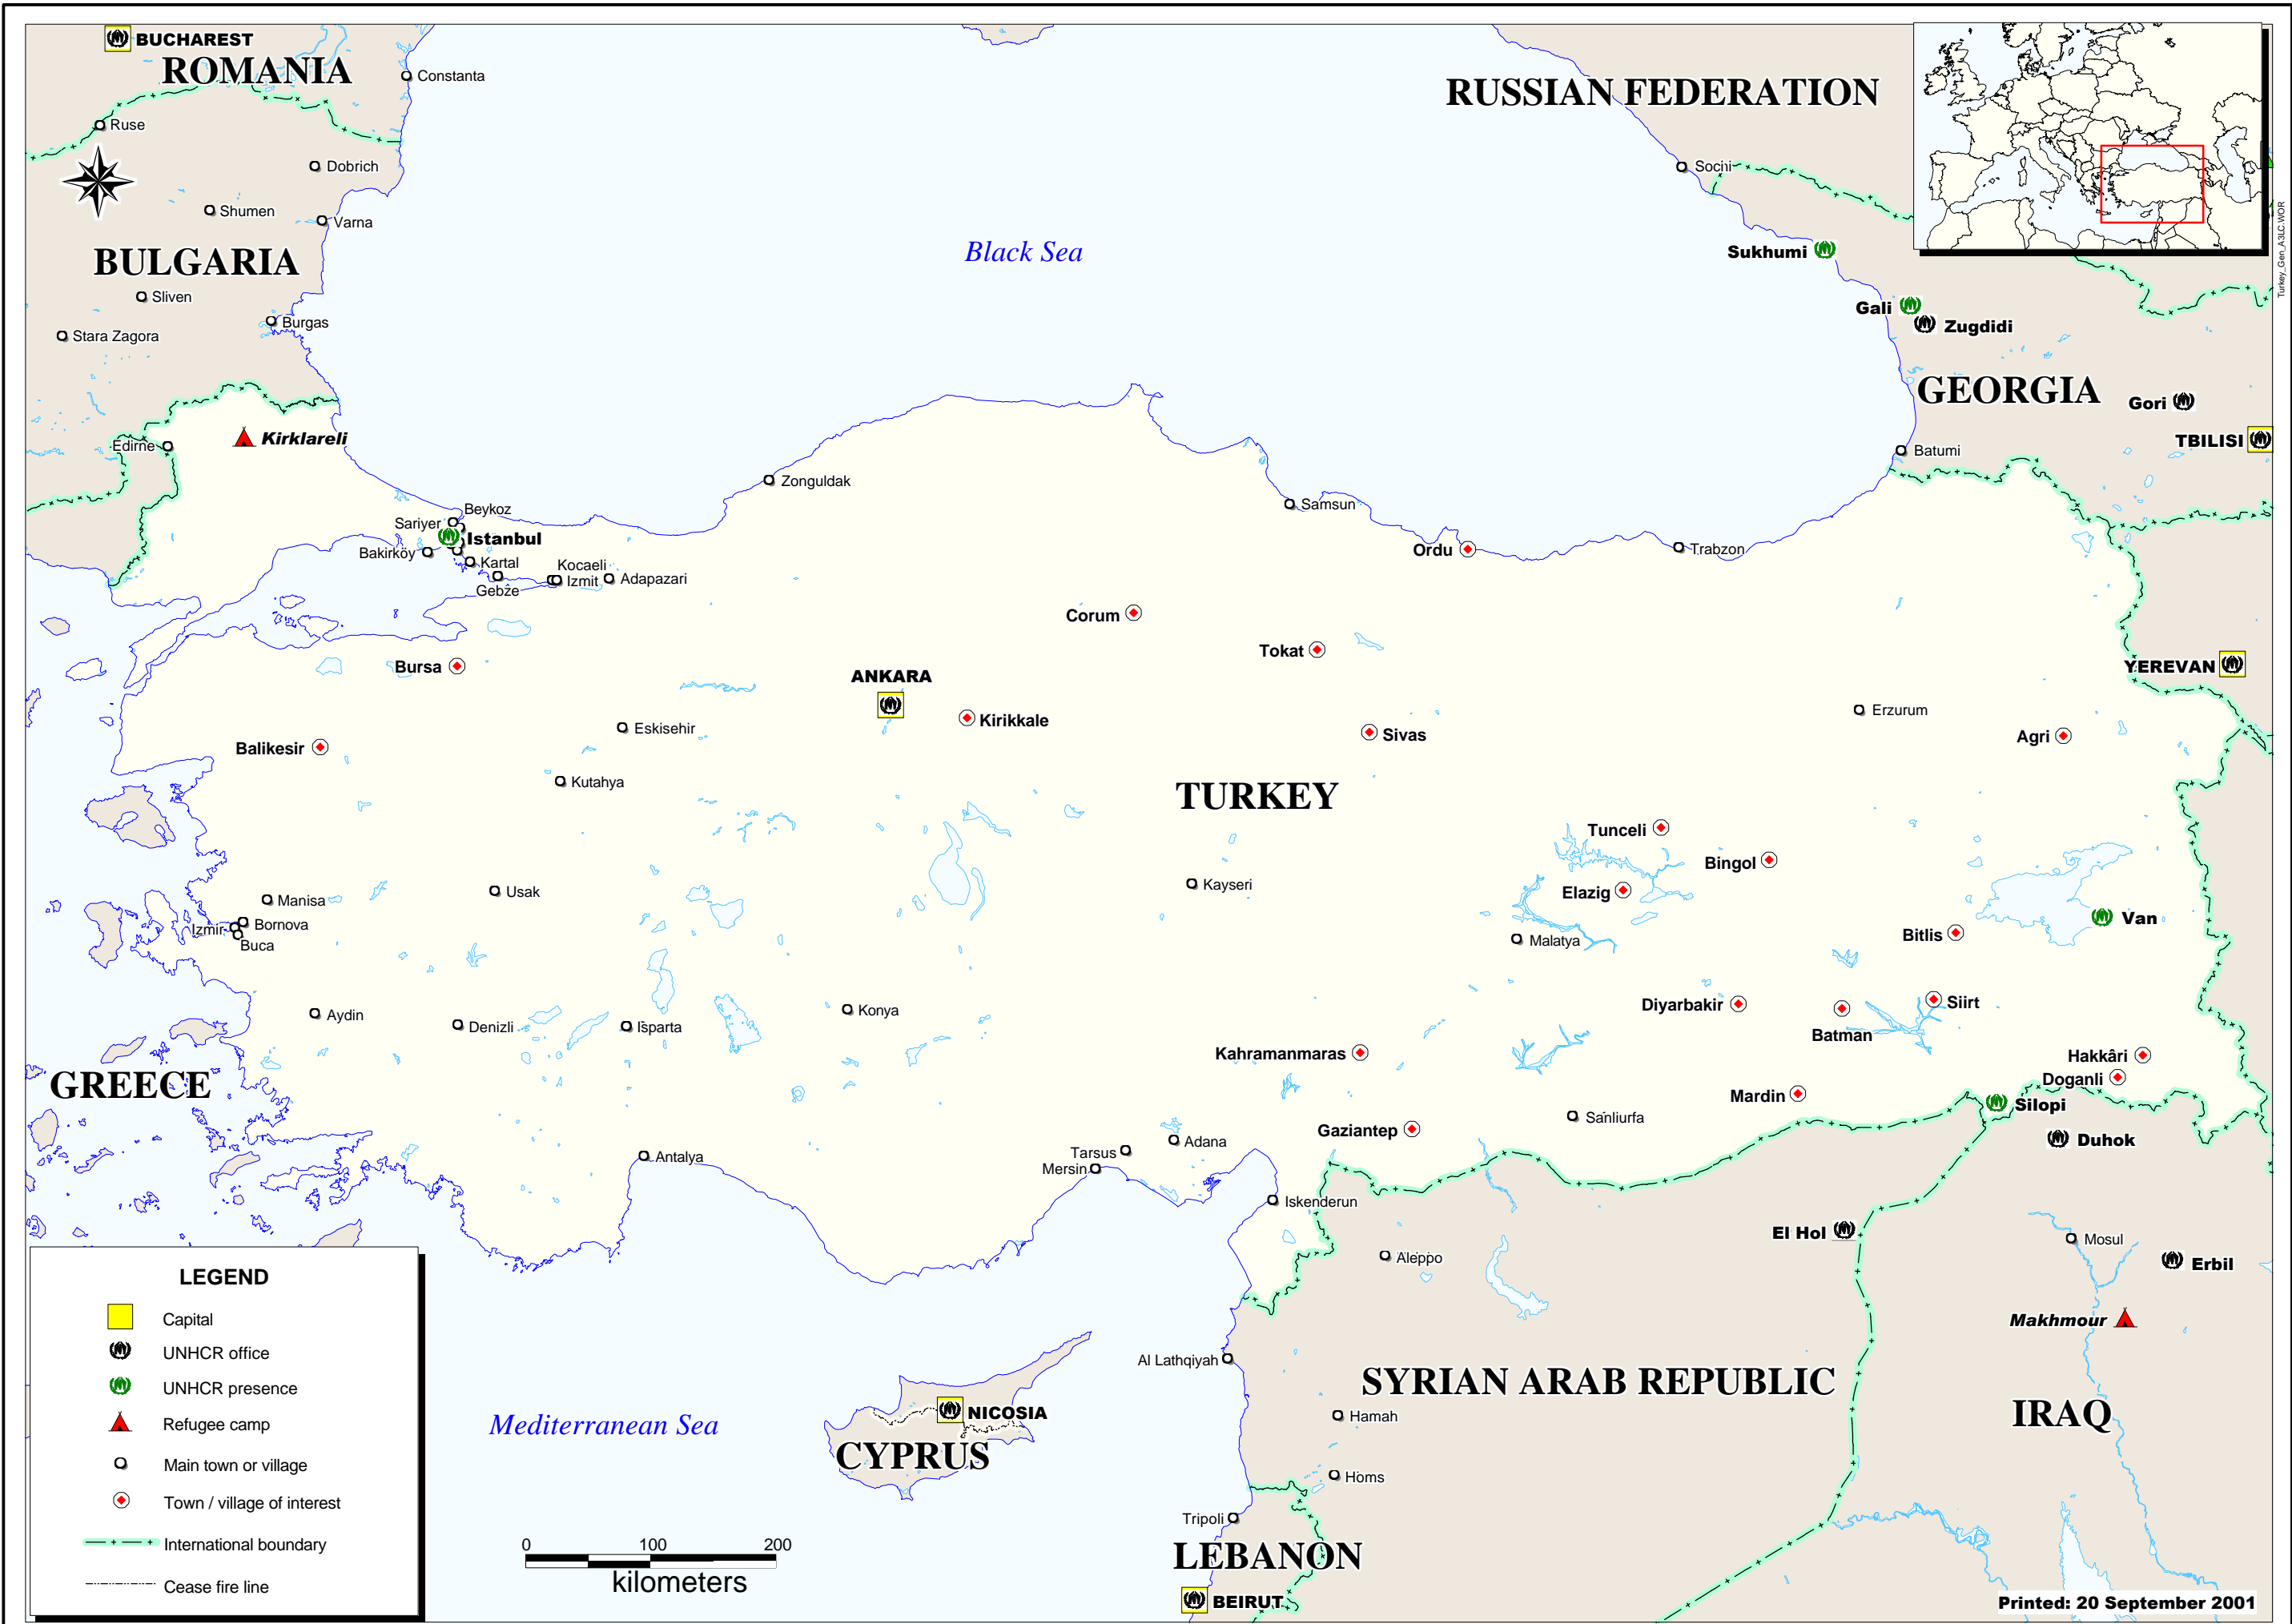 BUCHAREST
ROMANIA
Constanta
RUSSIAN FEDERATION
Ruse
Dobrich
Sochi
Shumen
Varna
Turkey_Gen_A3LC.WOR
BULGARIA
Black Sea
Sukhumi
Sliven
Burgas
Gali
Zugdidi
Stara Zagora
GEORGIA
Gori
Kirklareli
Edirne
TBILISI
Batumi
Zonguldak
Beykoz
Samsun
Sariyer
Istanbul
Bakirköy
Ordu
Trabzon
Kartal
Kocaeli
Izmit
Adapazari
Gebze
Corum
Tokat
Bursa
YEREVAN
ANKARA
Kirikkale
Erzurum
Eskisehir
Sivas
Agri
Balikesir
Kutahya
TURKEY
Tunceli
Bingol
Kayseri
Usak
Elazig
Manisa
Van
Bornova
Izmir
Buca
Bitlis
Malatya
Siirt
Diyarbakir
Konya
Aydin
Denizli
Isparta
Batman
Kahramanmaras
Hakkâri
Doganli
GREECE
Mardin
Silopi
Sanliurfa
Gaziantep
Duhok
Adana
Tarsus
Antalya
Mersin
Iskenderun
El Hol
Mosul
Aleppo
Erbil
LEGEND
Capital
UNHCR office
UNHCR presence
Refugee camp
Main town or village
Town / village of interest
International boundary
Cease fire line
Makhmour
Al Lathqiyah
SYRIAN ARAB REPUBLIC
NICOSIA
Hamah
IRAQ
Mediterranean Sea
CYPRUS
Homs
Tripoli
0 100 200
kilometers
LEBANON
BEIRUT
Printed: 20 September 2001